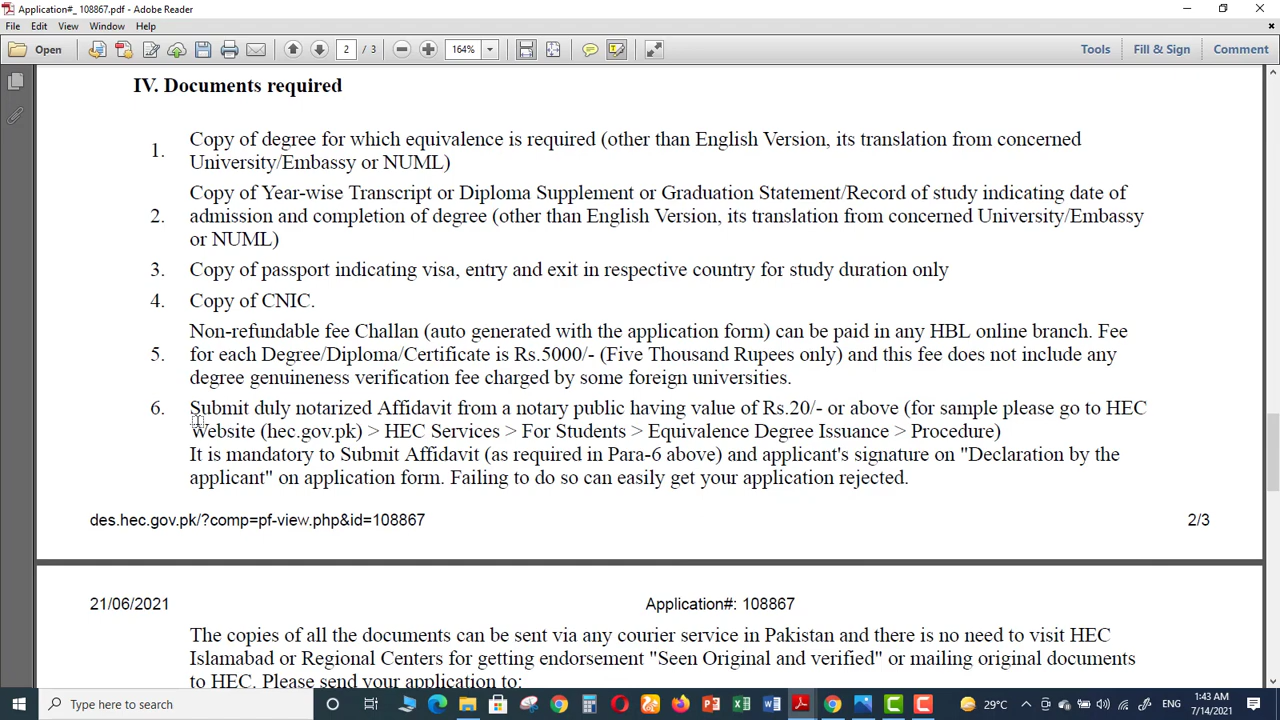 Application#_ 108867.pdf - Adobe Reader
File Edit View Window Help
Open 2 / 3 164% Tools Fill & Sign Comment
IV. Documents required
1. Copy of degree for which equivalence is required (other than English Version, its translation from concerned
University/Embassy or NUML)
2. Copy of Year-wise Transcript or Diploma Supplement or Graduation Statement/Record of study indicating date of
admission and completion of degree (other than English Version, its translation from concerned University/Embassy
or NUML)
3. Copy of passport indicating visa, entry and exit in respective country for study duration only
4. Copy of CNIC.
5. Non-refundable fee Challan (auto generated with the application form) can be paid in any HBL online branch. Fee
for each Degree/Diploma/Certificate is Rs.5000/- (Five Thousand Rupees only) and this fee does not include any
degree genuineness verification fee charged by some foreign universities.
6. Submit duly notarized Affidavit from a notary public having value of Rs.20/- or above (for sample please go to HEC
website (hec.gov.pk) > HEC Services > For Students > Equivalence Degree Issuance > Procedure)
It is mandatory to Submit Affidavit (as required in Para-6 above) and applicant's signature on "Declaration by the
applicant" on application form. Failing to do so can easily get your application rejected.
des.hec.gov.pk/?comp=pf-view.php&id=108867 2/3
21/06/2021 Application#: 108867
The copies of all the documents can be sent via any courier service in Pakistan and there is no need to visit HEC
Islamabad or Regional Centers for getting endorsement "Seen Original and verified" or mailing original documents
to HEC. Please send your application to:
Type here to search 29°C ENG 1:43 AM
7/14/2021